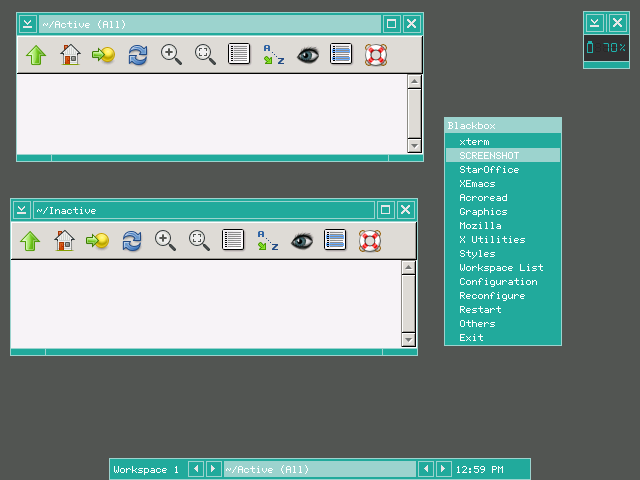 ~/Active (All)
70%
Blackbox
xterm
SCREENSHOT
StarOffice
XEmacs
Acroread
Graphics
Mozilla
X Utilities
Styles
Workspace List
Configuration
Reconfigure
Restart
Others
Exit
A Z
~/Inactive
A Z
Workspace 1
~/Active (All)
12:59 PM